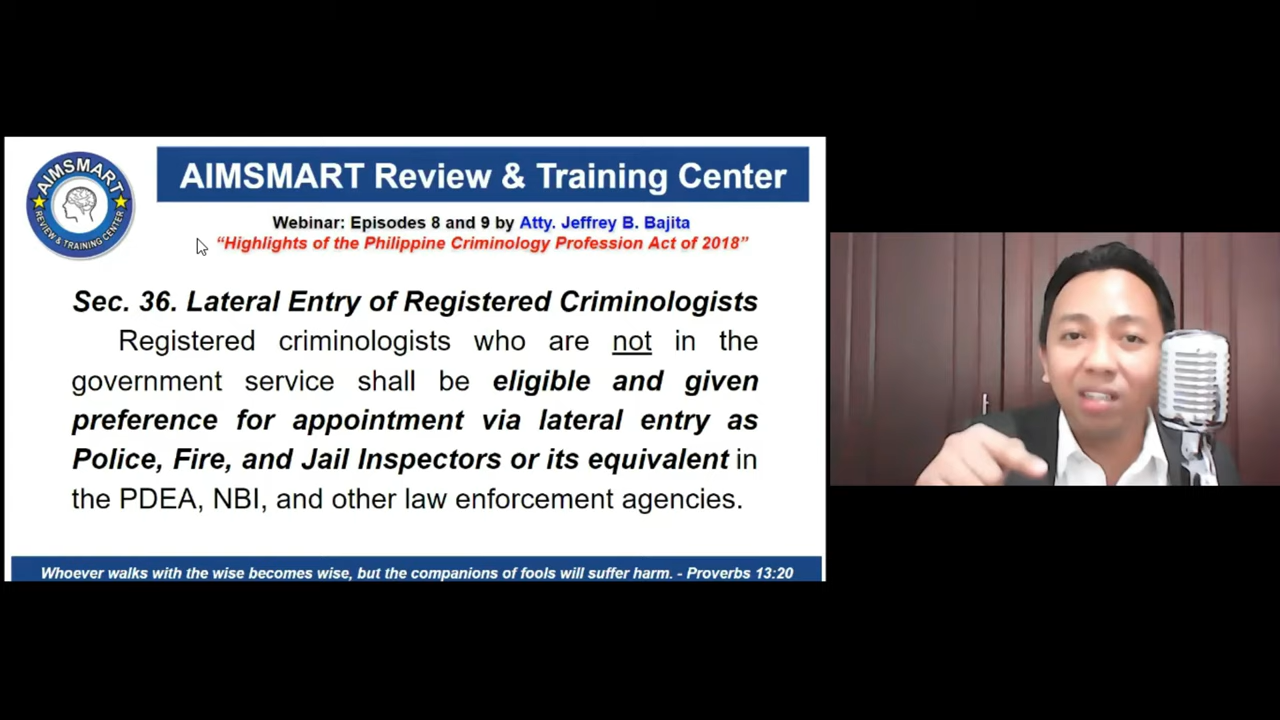 AIMSMART
REVIEW & TRAINING CENTER
AIMSMART Review & Training Center
Webinar: Episodes 8 and 9 by Atty. Jeffrey B. Bajita
“Highlights of the Philippine Criminology Profession Act of 2018”
Sec. 36. Lateral Entry of Registered Criminologists
Registered criminologists who are not in the
government service shall be eligible and given
preference for appointment via lateral entry as
Police, Fire, and Jail Inspectors or its equivalent in
the PDEA, NBI, and other law enforcement agencies.
Whoever walks with the wise becomes wise, but the companions of fools will suffer harm. - Proverbs 13:20